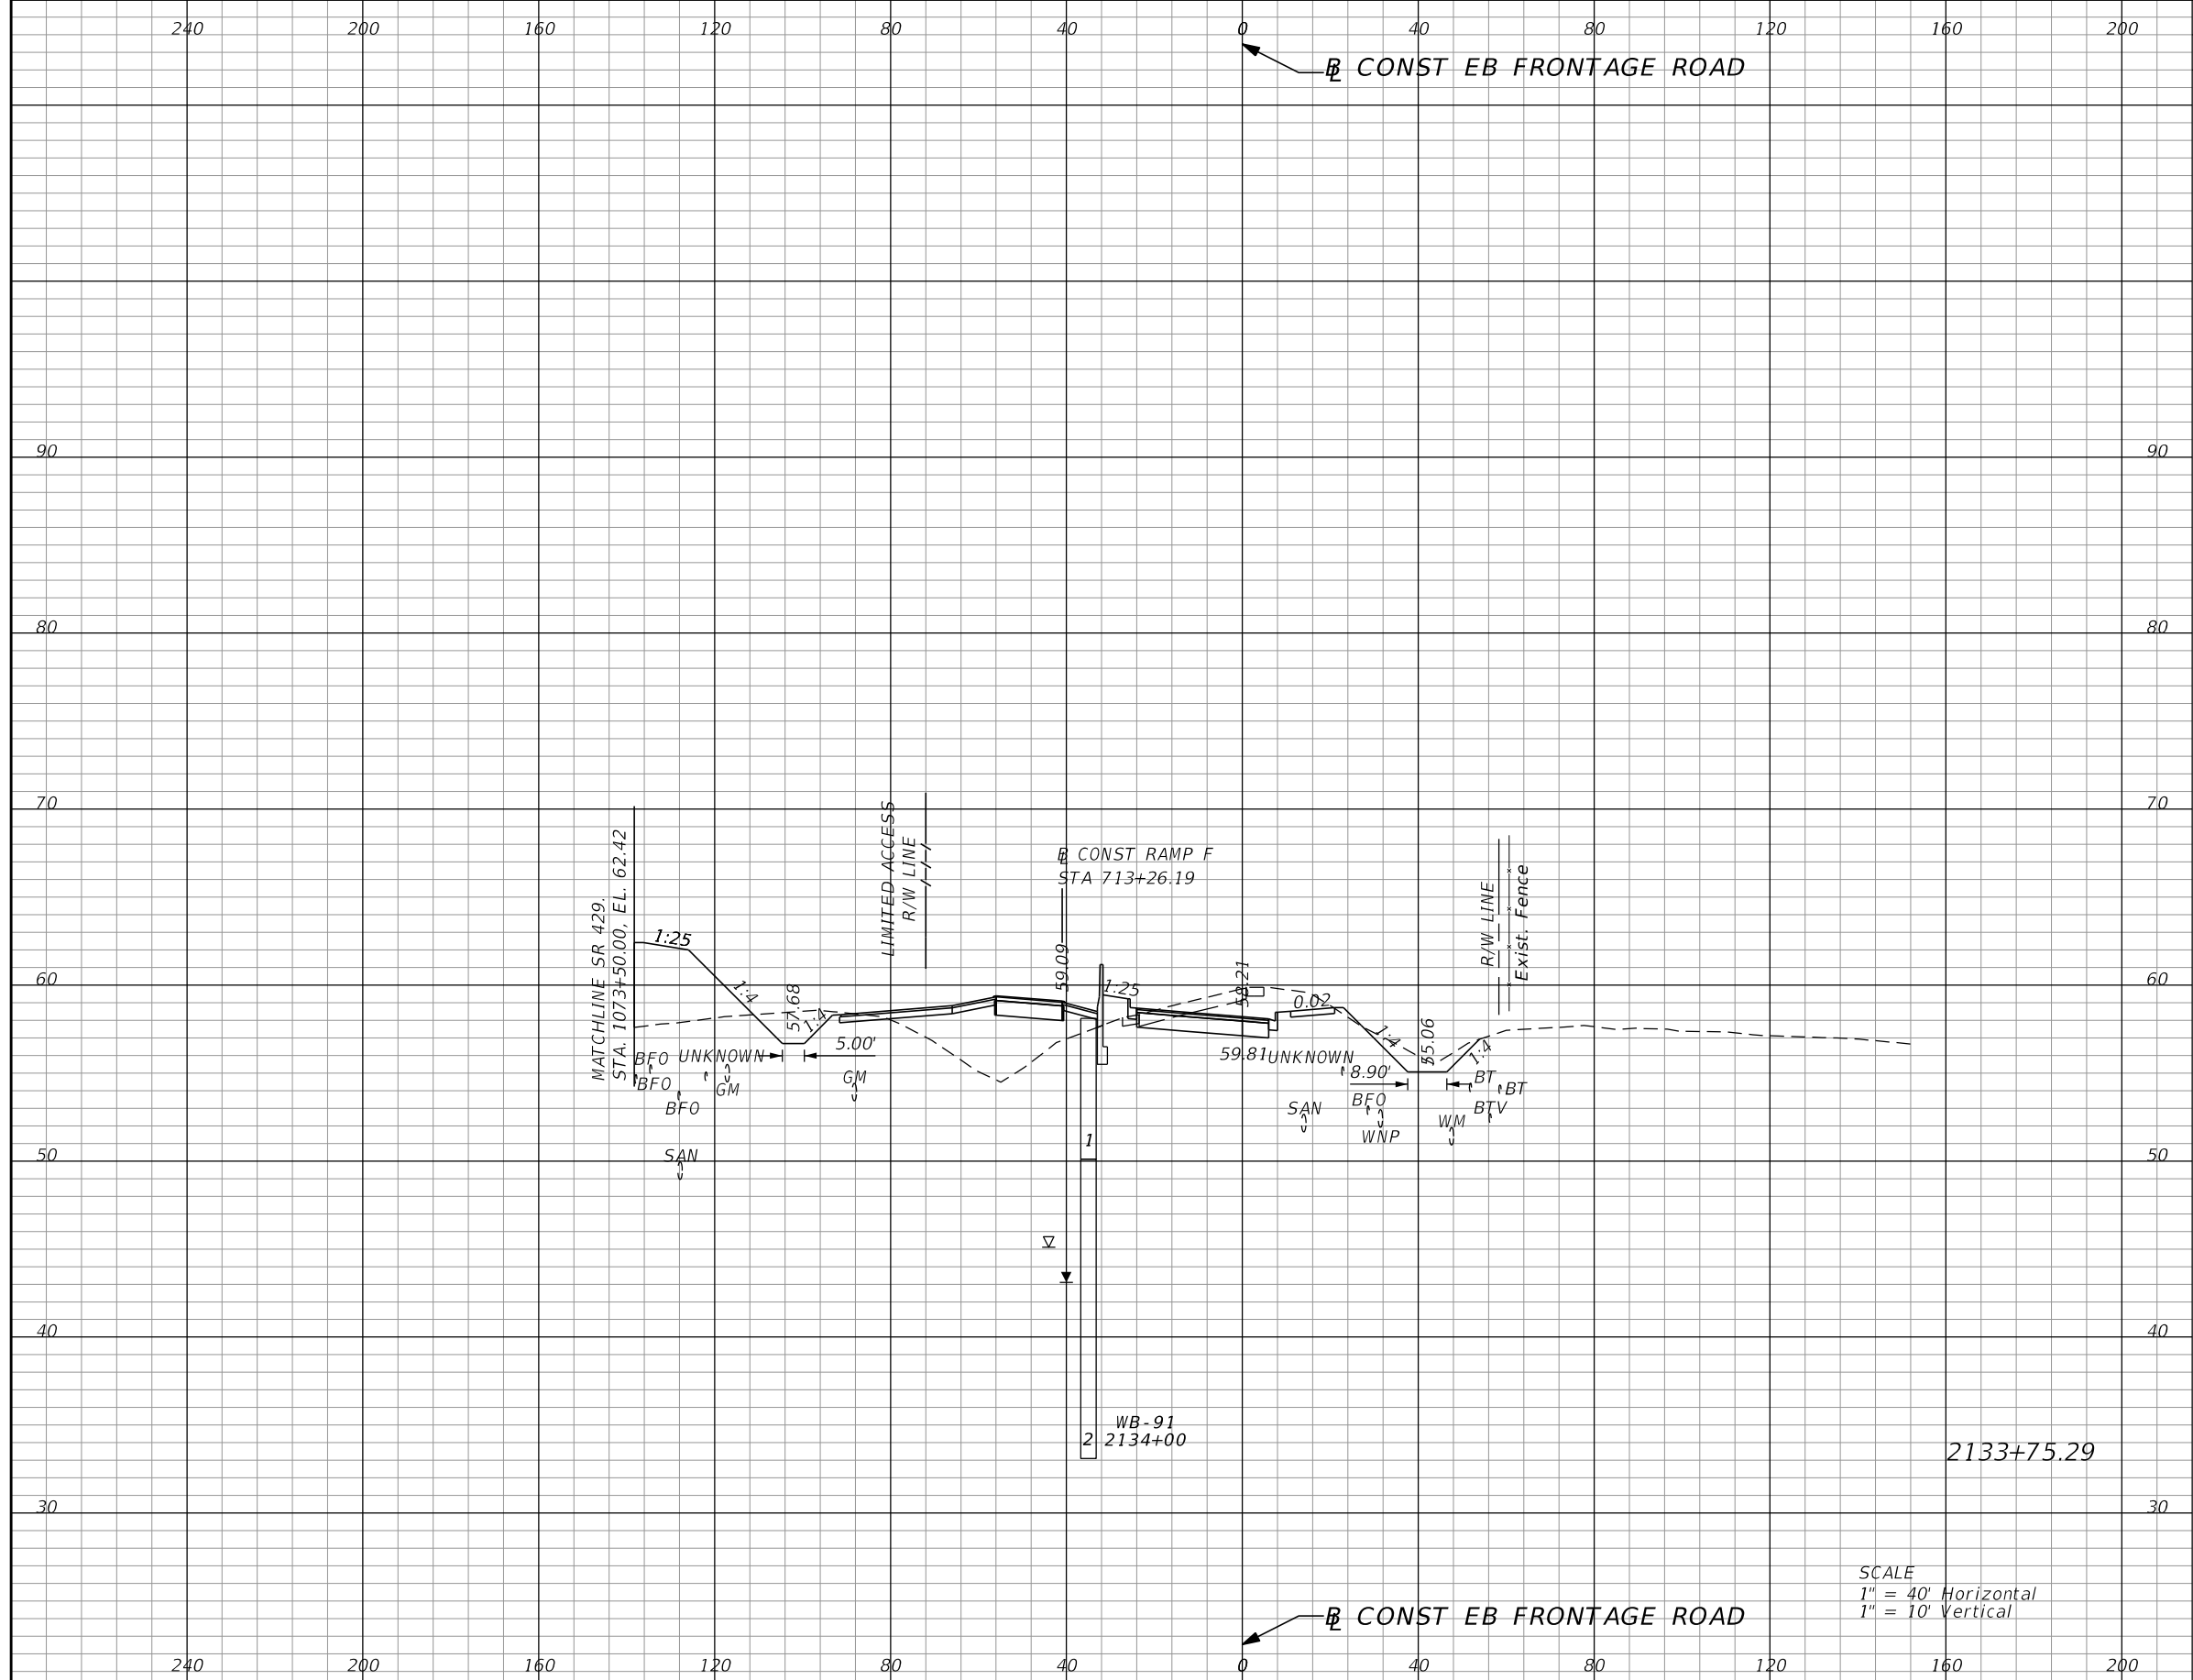 240 200 160 120 80 40 0 40 80 120 160 200
B̵L CONST EB FRONTAGE ROAD
90 90
80 80
70 70
MATCHLINE SR 429.
STA. 1073+50.00, EL. 62.42
LIMITED ACCESS
R/W LINE
B̵L CONST RAMP F
STA 713+26.19
R/W LINE
Exist. Fence
60 60
1:25
1:4
57.68
1:4
5.00'
59.09
1:25
58.21
0.02
1:4
55.06
1:4
59.81
8.90'
BFO
UNKNOWN
BFO
GM
BFO
GM
SAN
UNKNOWN
SAN
BFO
WNP
WM
BT
BT
BTV
50 50
1
40 40
WB-91
2 2134+00
2133+75.29
30 30
SCALE
1" = 40' Horizontal
1" = 10' Vertical
B̵L CONST EB FRONTAGE ROAD
240 200 160 120 80 40 0 40 80 120 160 200